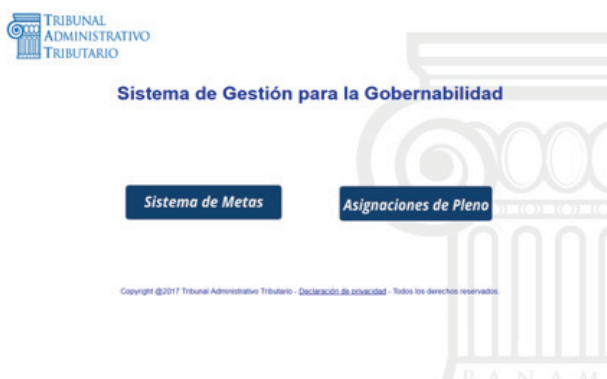 TRIBUNAL
ADMINISTRATIVO
TRIBUTARIO
Sistema de Gestión para la Gobernabilidad
Sistema de Metas
Asignaciones de Pleno
Copyright @2017 Tribunal Administrativo Tributario - Declaración de privacidad - Todos los derechos reservados.
P A N A M